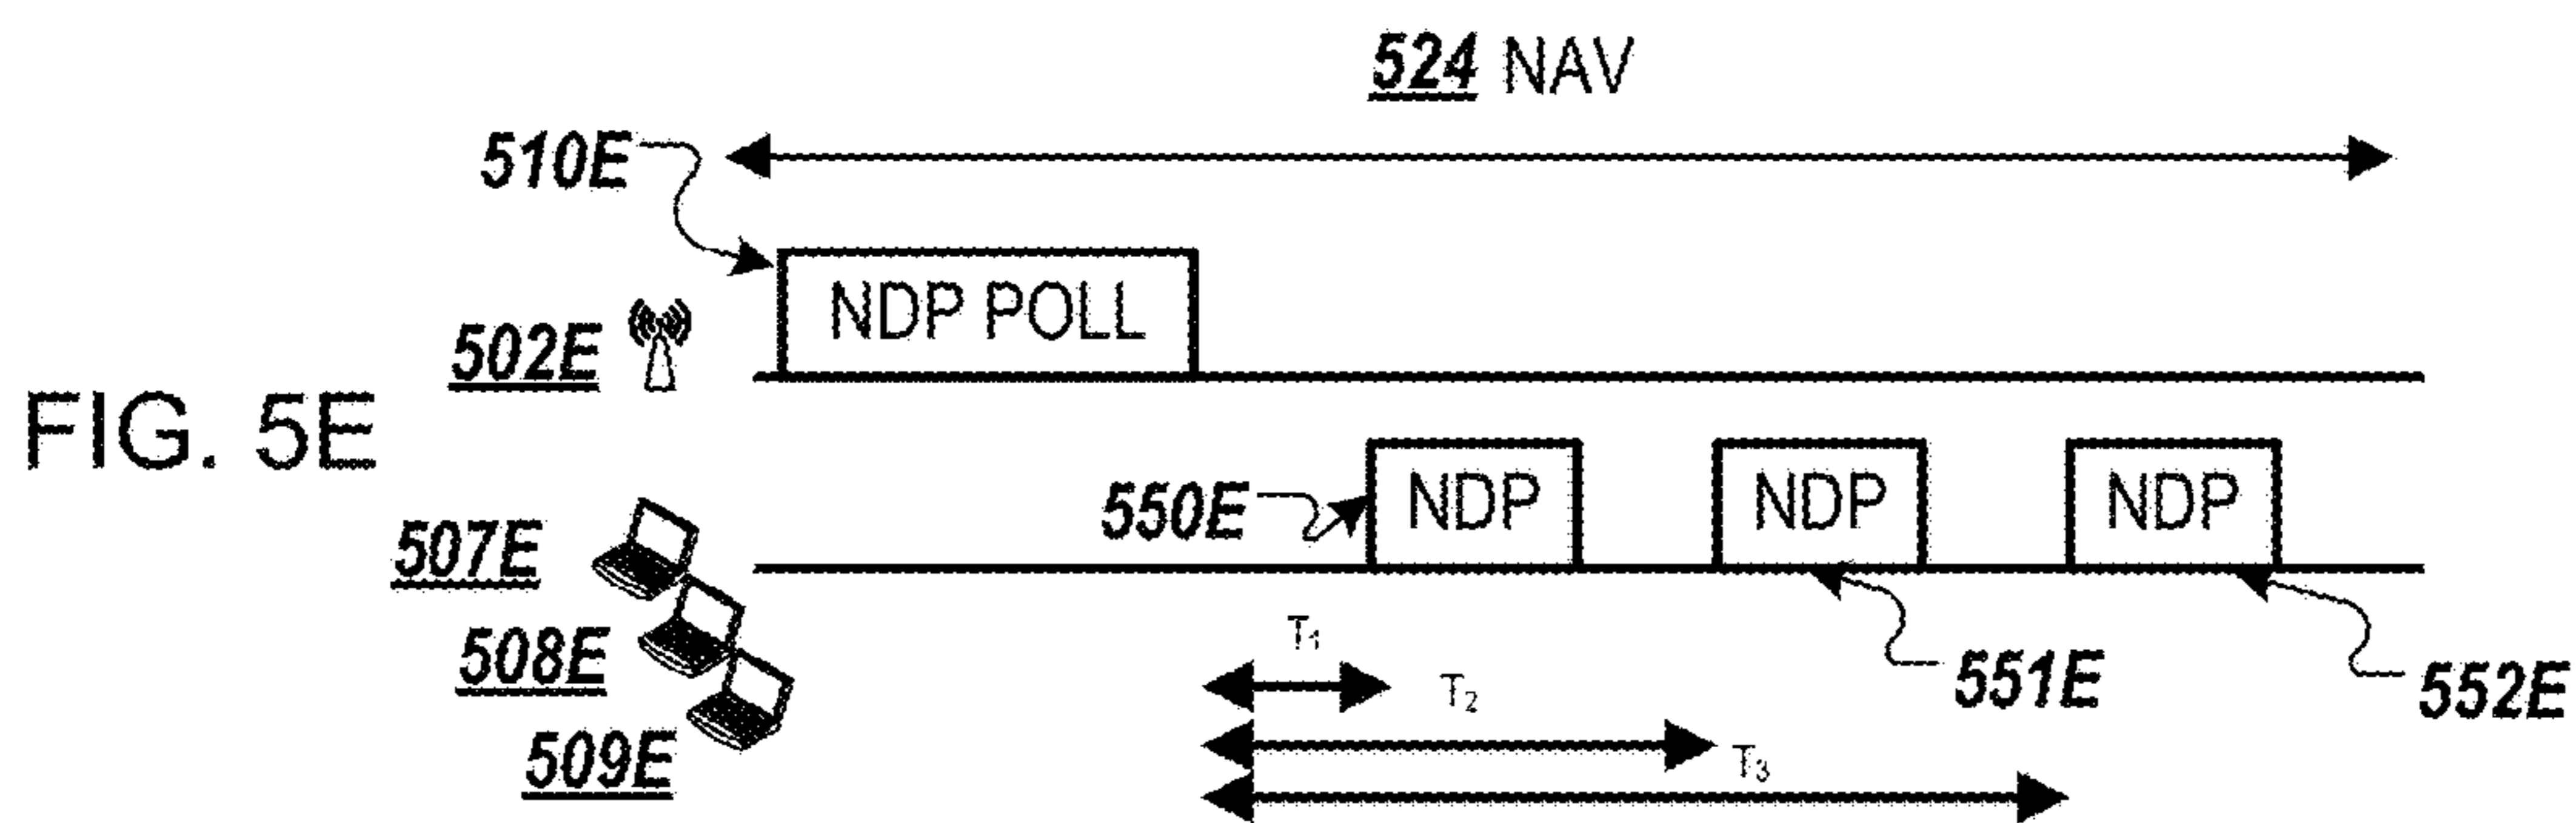 524 NAV
510E
NDP POLL
502E
FIG. 5E
550E
NDP
NDP
NDP
507E
508E
509E
T1
T2
T3
551E
552E